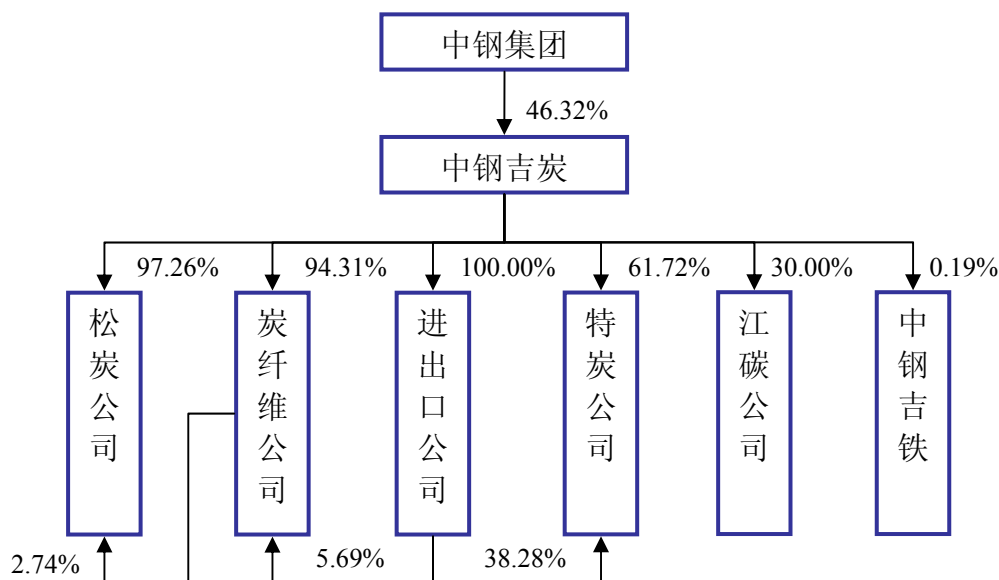 中钢集团
46.32%
中钢吉炭
97.26%
94.31%
100.00%
61.72%
30.00%
0.19%
松炭公司
炭纤维公司
进出口公司
特炭公司
江碳公司
中钢吉铁
2.74%
5.69%
38.28%